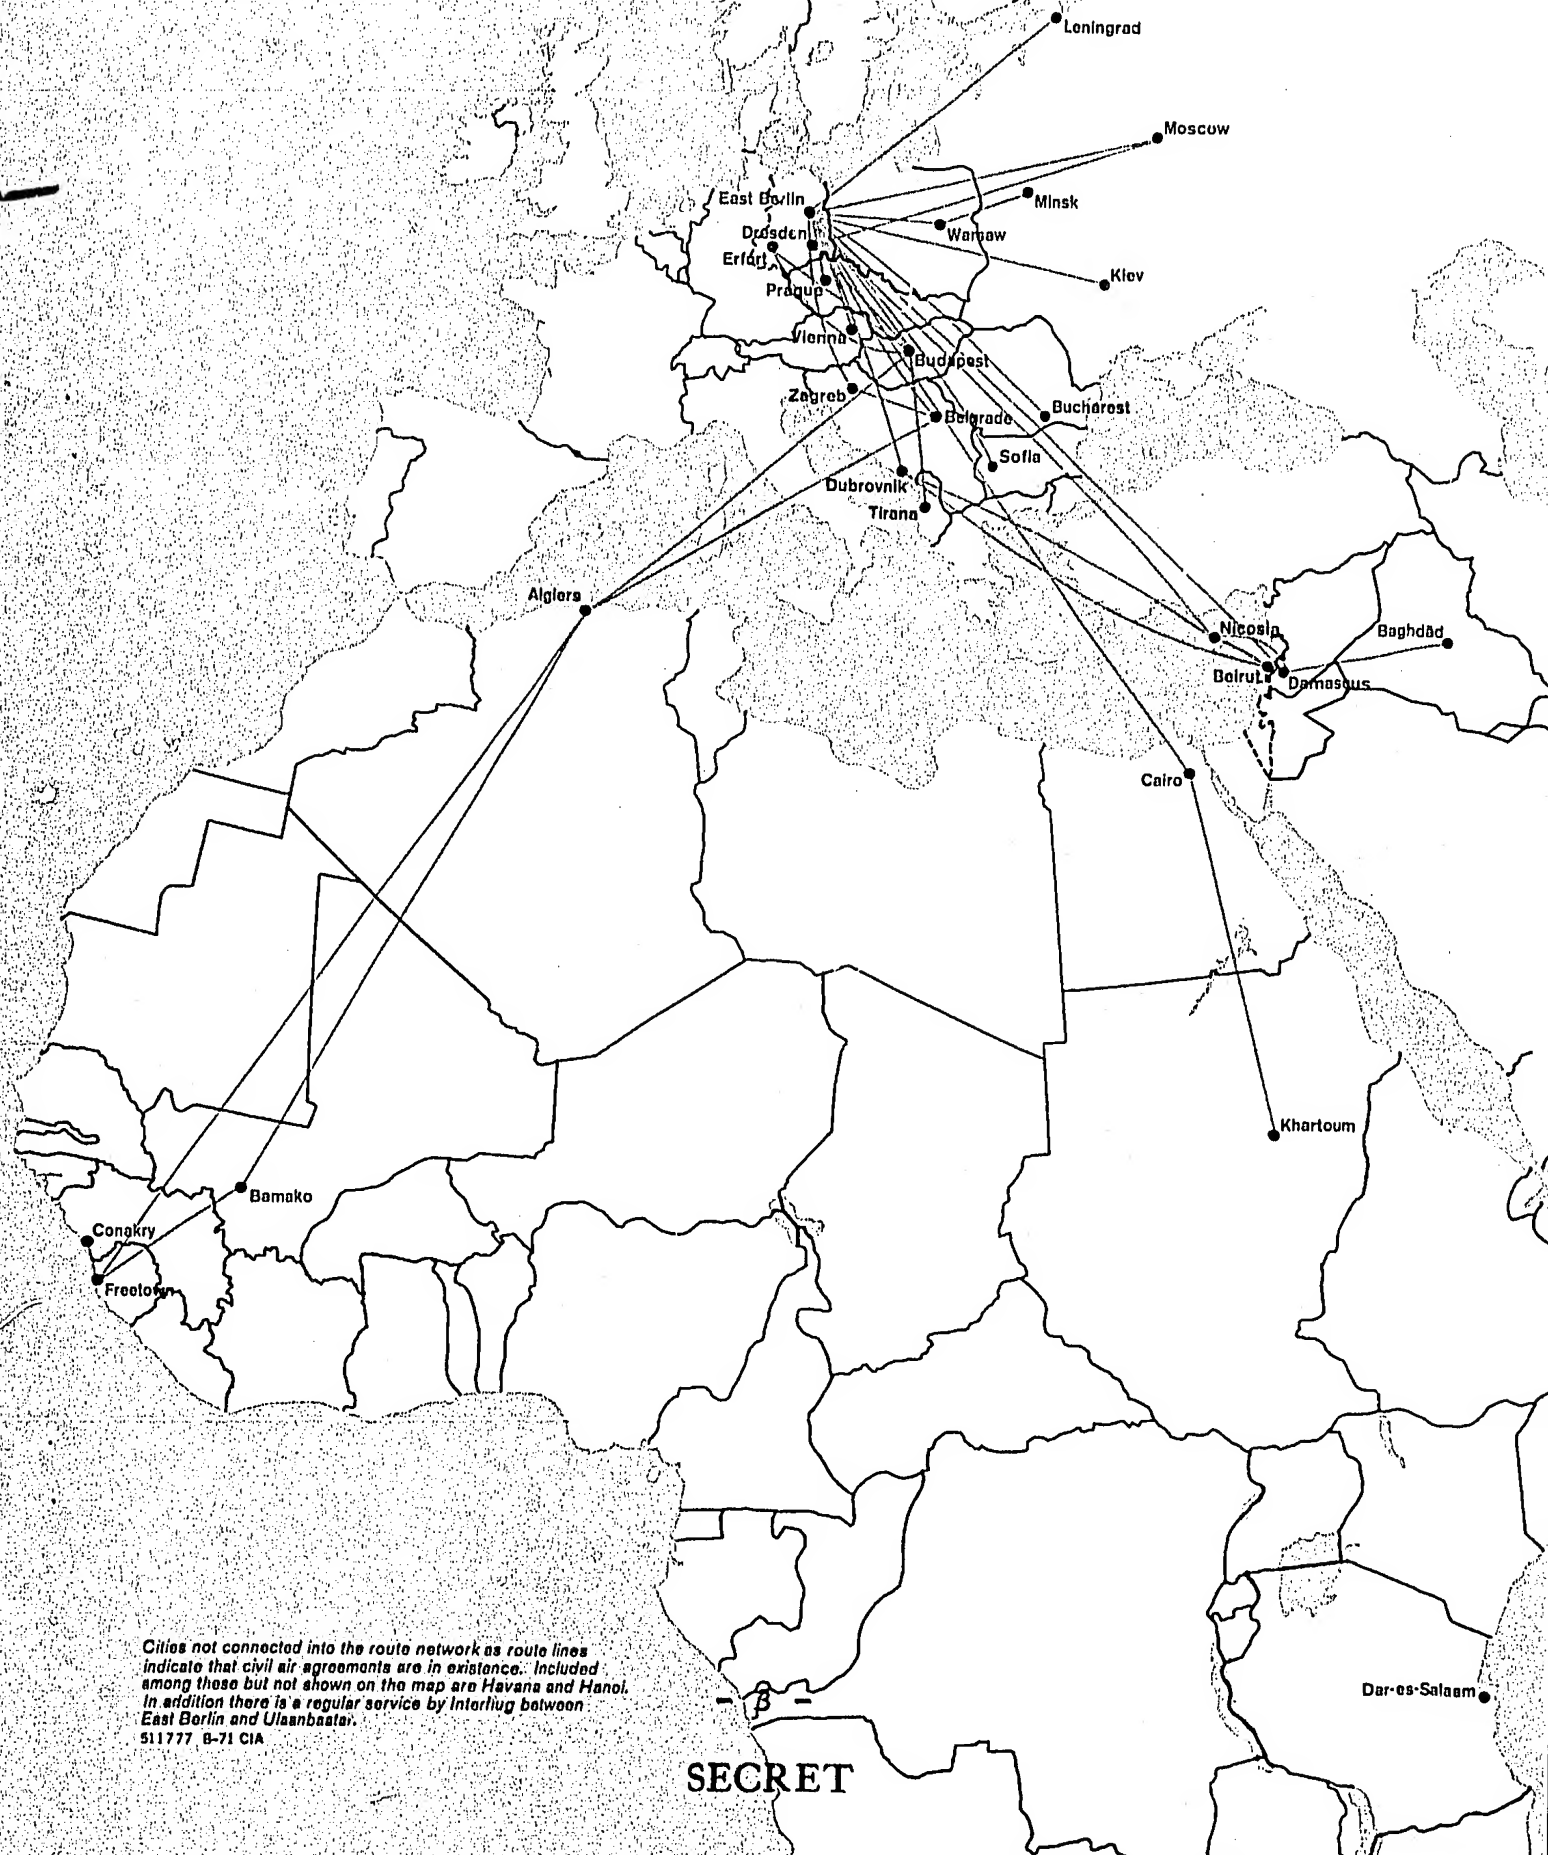 Leningrad
Moscow
Minsk
East Berlin
Warsaw
Dresden
Erfurt
Kiev
Prague
Vienna
Budapest
Zagreb
Bucharest
Belgrade
Sofia
Dubrovnik
Tirana
Algiers
Nicosia
Baghdād
Beirut
Damascus
Cairo
Khartoum
Bamako
Conakry
Freetown
Cities not connected into the route network as route lines
indicate that civil air agreements are in existence. Included
among these but not shown on the map are Havana and Hanoi.
In addition there is a regular service by Interflug between
East Berlin and Ulaanbaatar.
511777 8-71 CIA
Dar-es-Salaam
SECRET